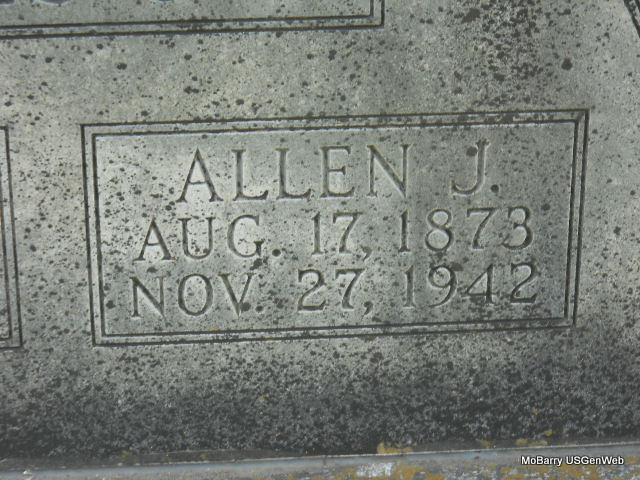 ALLEN J.
AUG. 17, 1873
NOV. 27, 1942
MoBarry USGenWeb